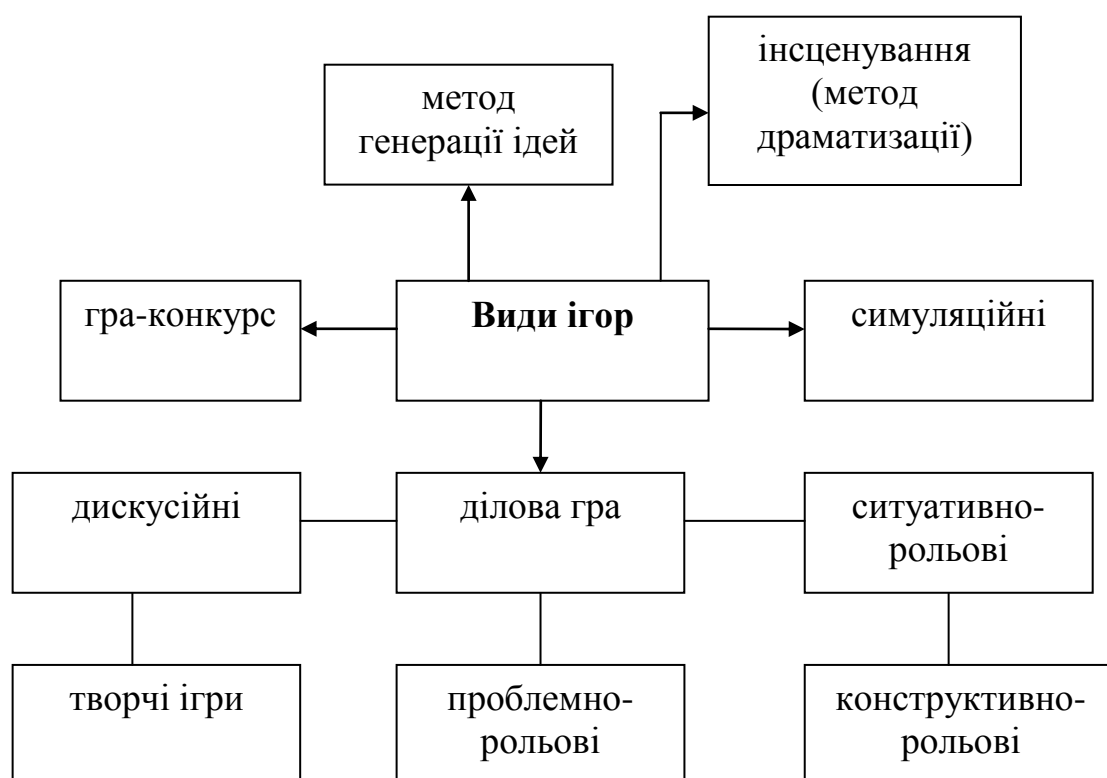 метод
генерації ідей
інсценування
(метод
драматизації)
гра-конкурс
Види ігор
симуляційні
дискусійні
ділова гра
ситуативно-
рольові
творчі ігри
проблемно-
рольові
конструктивно-
рольові